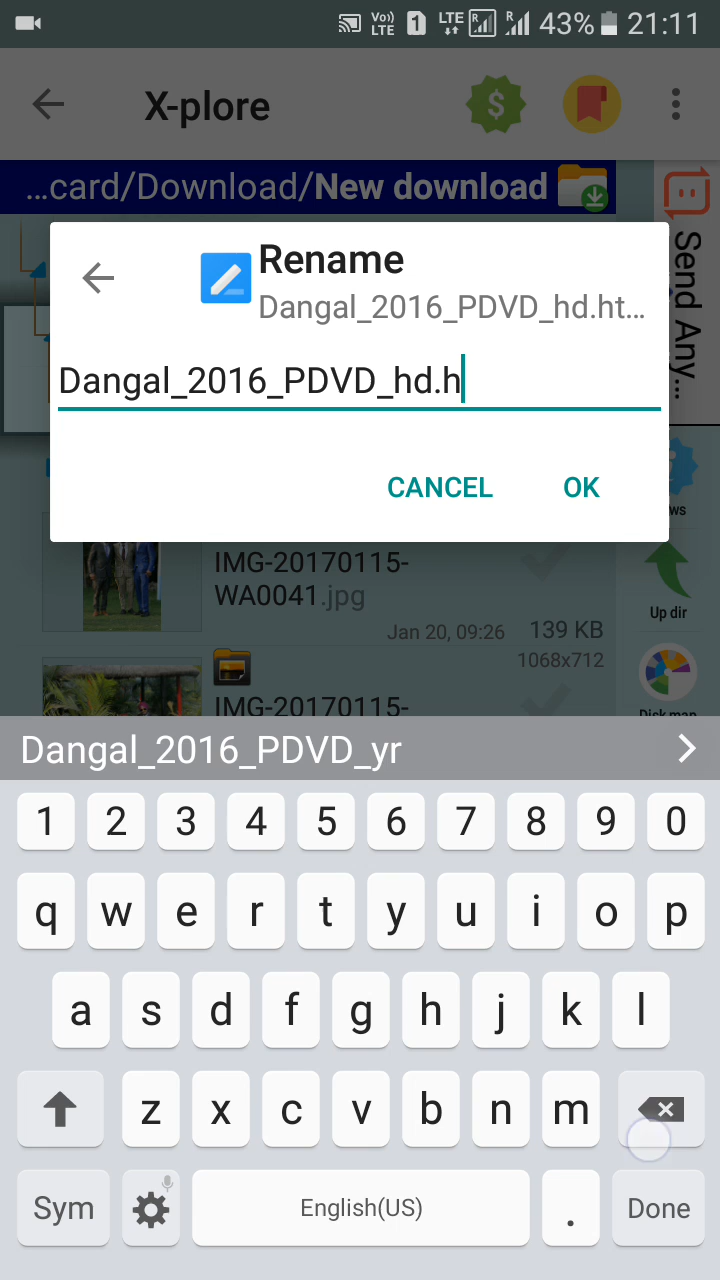 Vo)) LTE 1 LTE R R 43% 21:11
X-plore
$
…card/Download/New download
Send Any…
Rename
Dangal_2016_PDVD_hd.ht…
Dangal_2016_PDVD_hd.h
CANCEL OK
ws
IMG-20170115-
WA0041.jpg
Up dir
Jan 20, 09:26 139 KB
1068x712
IMG-20170115-
Disk map
Dangal_2016_PDVD_yr
1 2 3 4 5 6 7 8 9 0
q w e r t y u i o p
a s d f g h j k l
z x c v b n m
Sym English(US) . Done